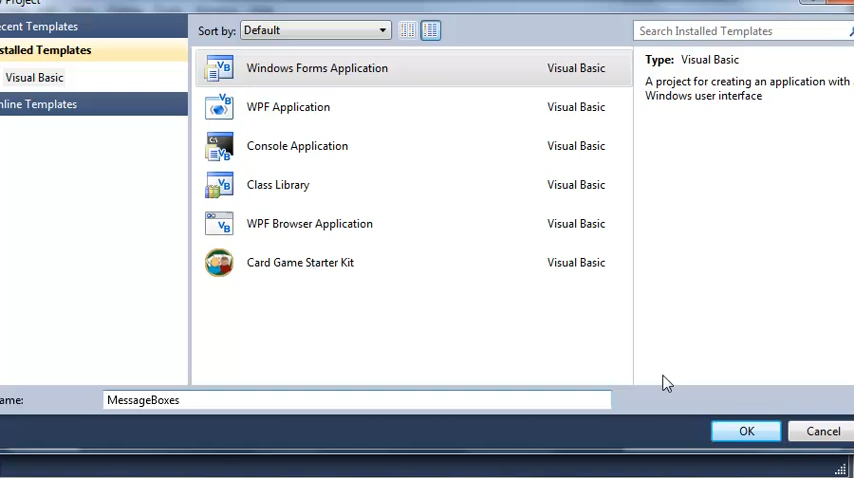 Project
ecent Templates
Sort by: Default
Search Installed Templates
stalled Templates
Visual Basic
nline Templates
Windows Forms Application Visual Basic
WPF Application Visual Basic
Console Application Visual Basic
Class Library Visual Basic
WPF Browser Application Visual Basic
Card Game Starter Kit Visual Basic
Type: Visual Basic
A project for creating an application with a
Windows user interface
ame: MessageBoxes
OK Cancel